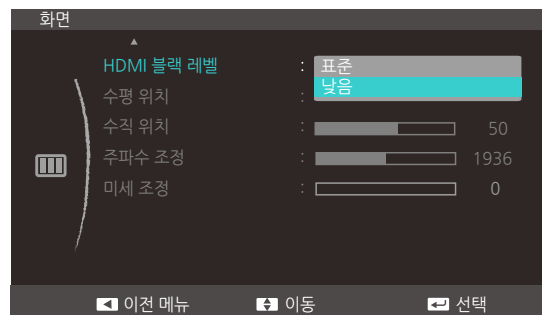 화면
HDMI 블랙 레벨 : 표준
낮음
수평 위치 :
수직 위치 : 50
주파수 조정 : 1936
미세 조정 : 0
이전 메뉴 이동 선택